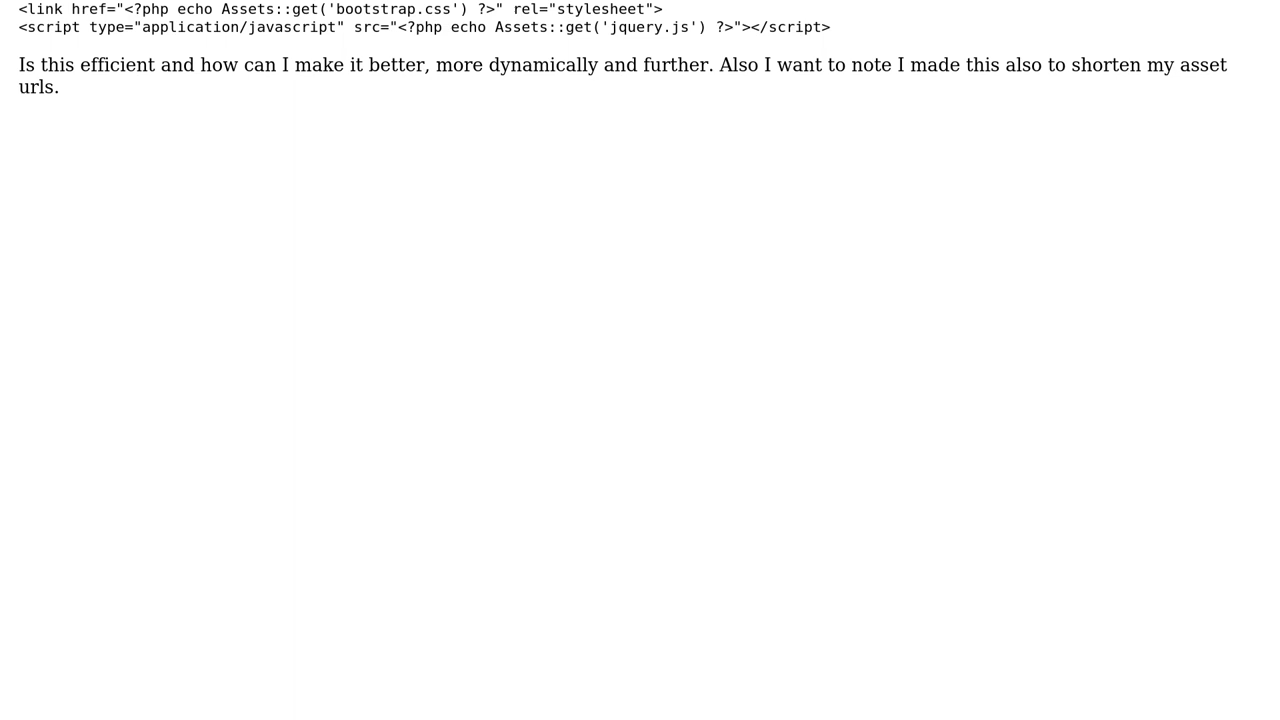 <link href="<?php echo Assets::get('bootstrap.css') ?>" rel="stylesheet">
<script type="application/javascript" src="<?php echo Assets::get('jquery.js') ?>"></script>
Is this efficient and how can I make it better, more dynamically and further. Also I want to note I made this also to shorten my asset
urls.